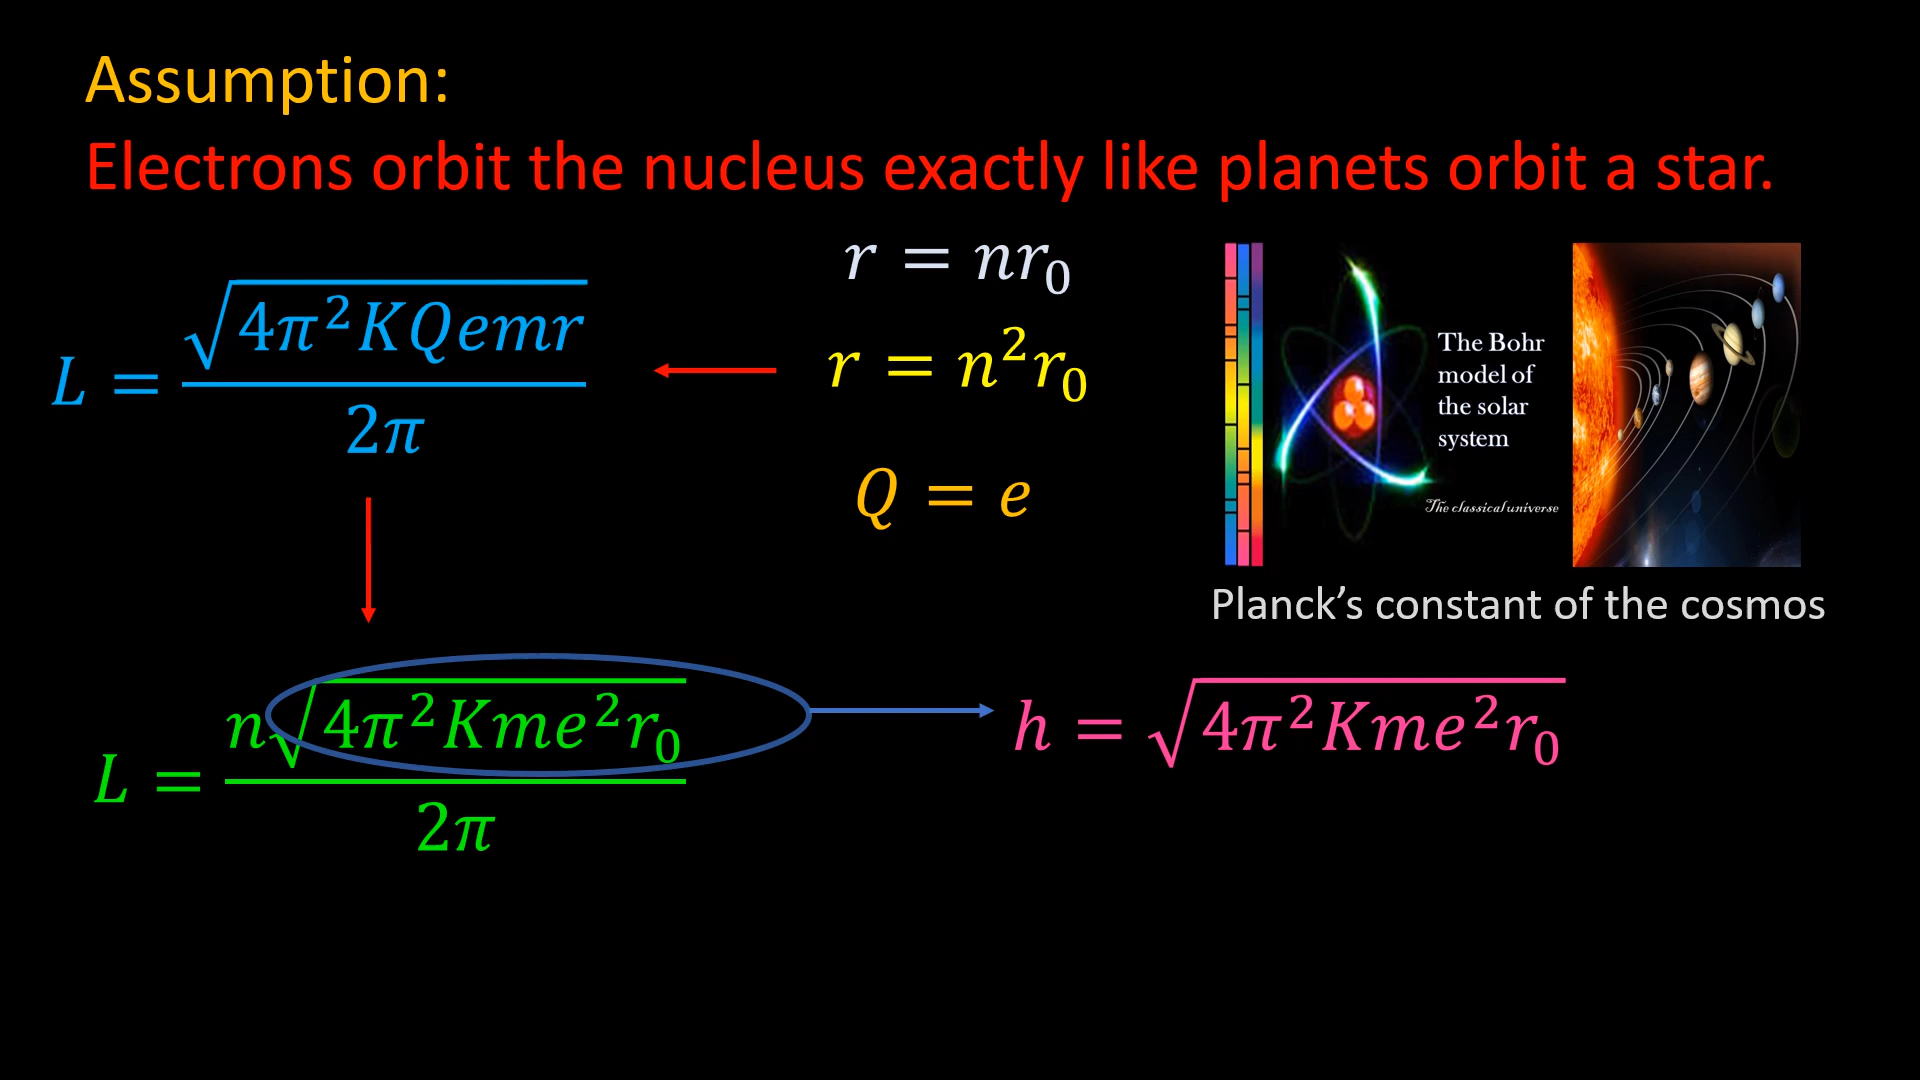 Assumption:
Electrons orbit the nucleus exactly like planets orbit a star.
r = nr₀
L = √(4π²KQemr) / 2π
r = n²r₀
Q = e
The Bohr
model of
the solar
system
The classical universe
Planck’s constant of the cosmos
L = n√(4π²Kme²r₀) / 2π
h = √(4π²Kme²r₀)